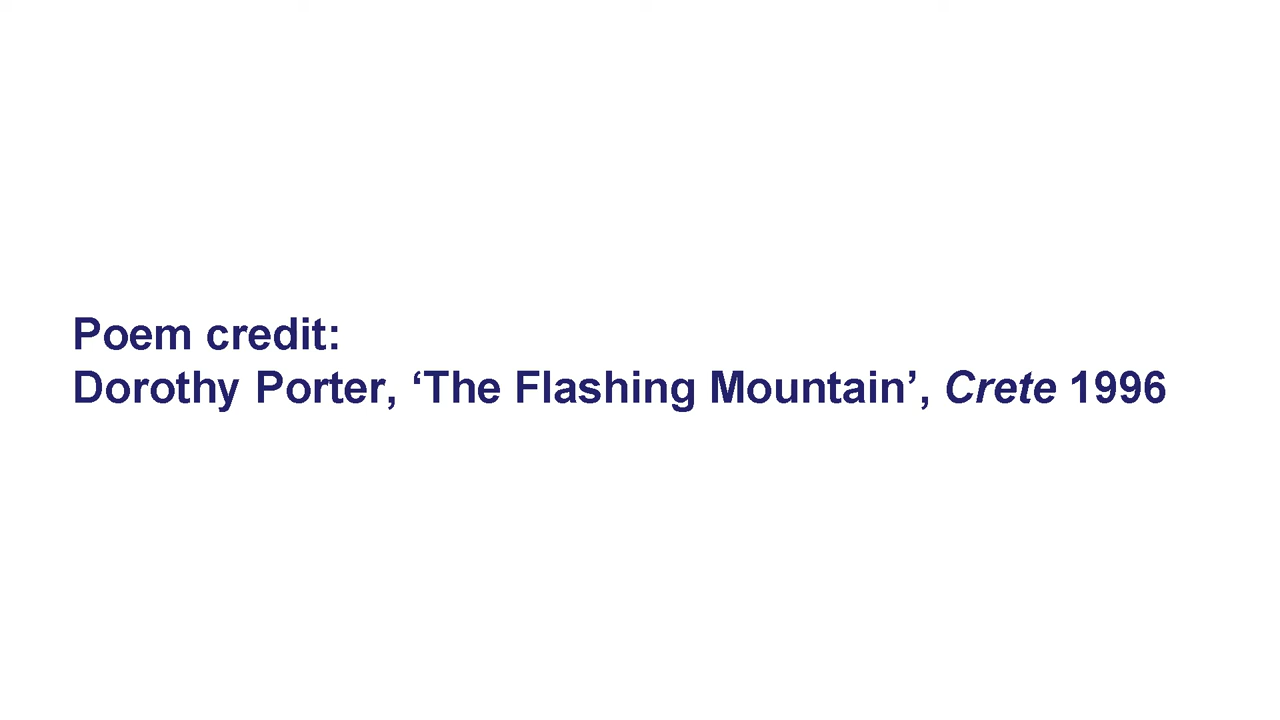 Poem credit:
Dorothy Porter, ‘The Flashing Mountain’, Crete 1996